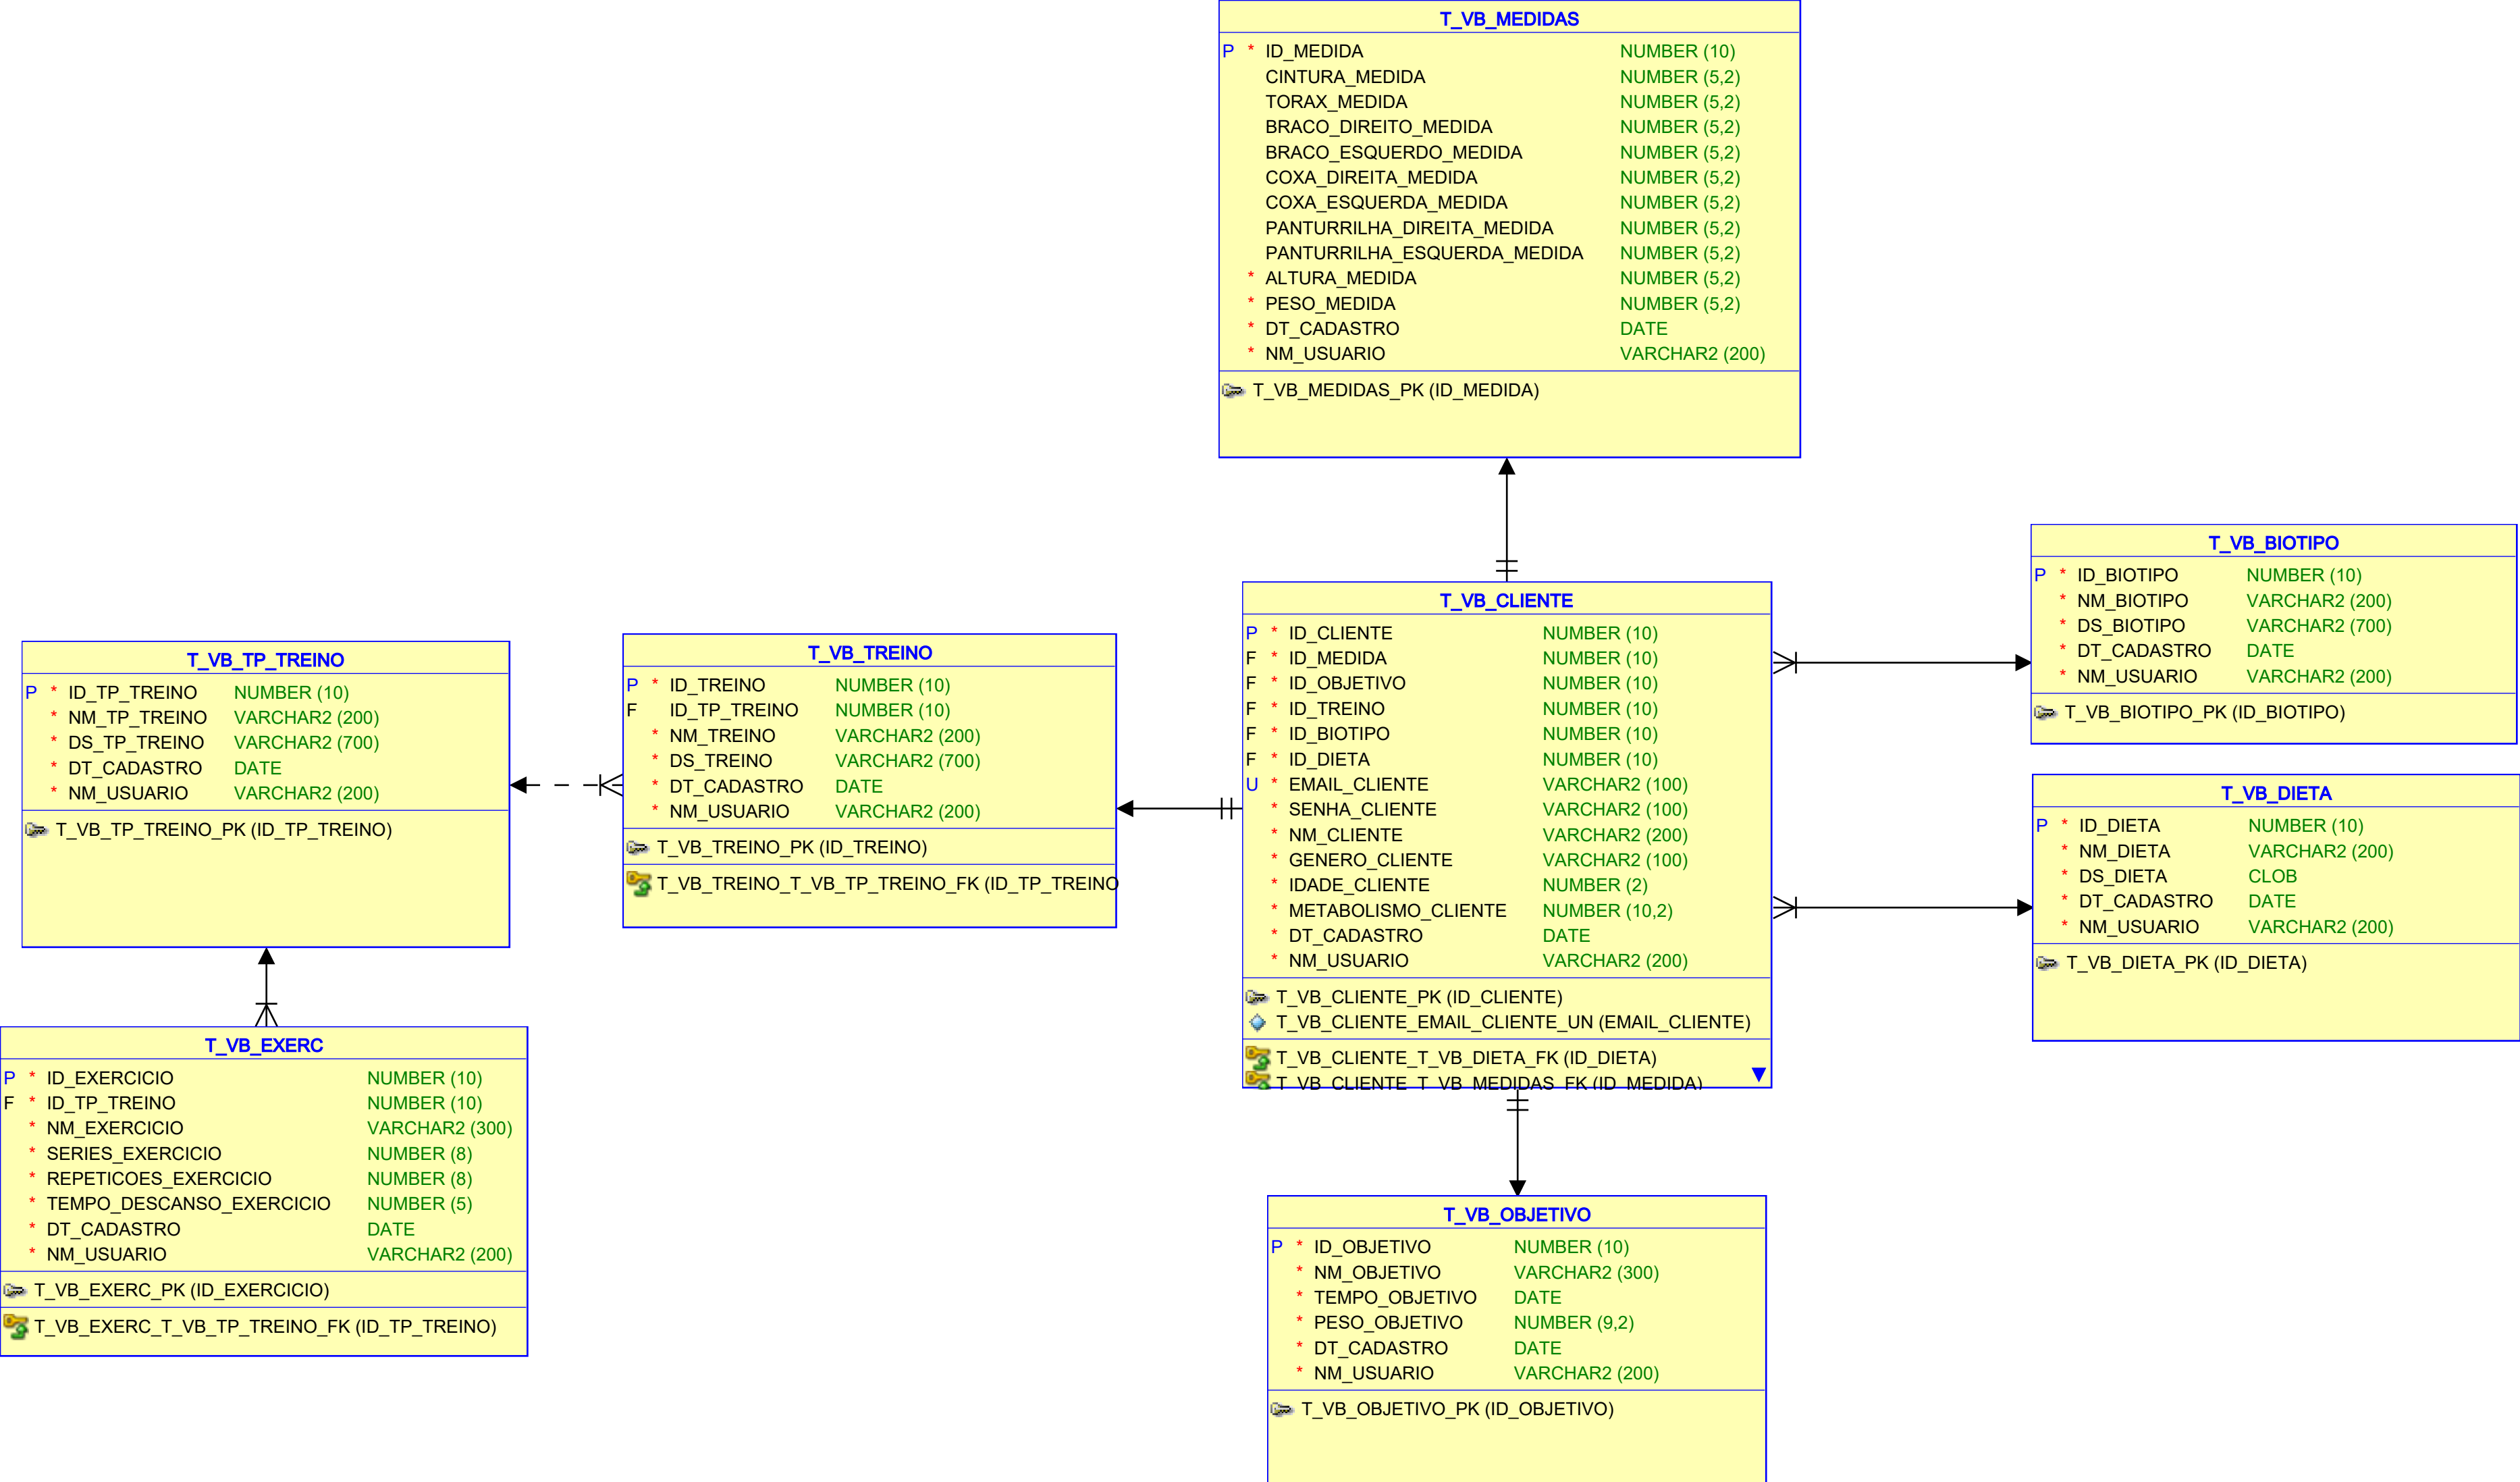 T_VB_MEDIDAS
P * ID_MEDIDA NUMBER (10)
CINTURA_MEDIDA NUMBER (5,2)
TORAX_MEDIDA NUMBER (5,2)
BRACO_DIREITO_MEDIDA NUMBER (5,2)
BRACO_ESQUERDO_MEDIDA NUMBER (5,2)
COXA_DIREITA_MEDIDA NUMBER (5,2)
COXA_ESQUERDA_MEDIDA NUMBER (5,2)
PANTURRILHA_DIREITA_MEDIDA NUMBER (5,2)
PANTURRILHA_ESQUERDA_MEDIDA NUMBER (5,2)
* ALTURA_MEDIDA NUMBER (5,2)
* PESO_MEDIDA NUMBER (5,2)
* DT_CADASTRO DATE
* NM_USUARIO VARCHAR2 (200)
T_VB_MEDIDAS_PK (ID_MEDIDA)
T_VB_TP_TREINO
P * ID_TP_TREINO NUMBER (10)
* NM_TP_TREINO VARCHAR2 (200)
* DS_TP_TREINO VARCHAR2 (700)
* DT_CADASTRO DATE
* NM_USUARIO VARCHAR2 (200)
T_VB_TP_TREINO_PK (ID_TP_TREINO)
T_VB_TREINO
P * ID_TREINO NUMBER (10)
F ID_TP_TREINO NUMBER (10)
* NM_TREINO VARCHAR2 (200)
* DS_TREINO VARCHAR2 (700)
* DT_CADASTRO DATE
* NM_USUARIO VARCHAR2 (200)
T_VB_TREINO_PK (ID_TREINO)
T_VB_TREINO_T_VB_TP_TREINO_FK (ID_TP_TREINO
T_VB_CLIENTE
P * ID_CLIENTE NUMBER (10)
F * ID_MEDIDA NUMBER (10)
F * ID_OBJETIVO NUMBER (10)
F * ID_TREINO NUMBER (10)
F * ID_BIOTIPO NUMBER (10)
F * ID_DIETA NUMBER (10)
U * EMAIL_CLIENTE VARCHAR2 (100)
* SENHA_CLIENTE VARCHAR2 (100)
* NM_CLIENTE VARCHAR2 (200)
* GENERO_CLIENTE VARCHAR2 (100)
* IDADE_CLIENTE NUMBER (2)
* METABOLISMO_CLIENTE NUMBER (10,2)
* DT_CADASTRO DATE
* NM_USUARIO VARCHAR2 (200)
T_VB_CLIENTE_PK (ID_CLIENTE)
T_VB_CLIENTE_EMAIL_CLIENTE_UN (EMAIL_CLIENTE)
T_VB_CLIENTE_T_VB_DIETA_FK (ID_DIETA)
T_VB_CLIENTE_T_VB_MEDIDAS_FK (ID_MEDIDA)
T_VB_BIOTIPO
P * ID_BIOTIPO NUMBER (10)
* NM_BIOTIPO VARCHAR2 (200)
* DS_BIOTIPO VARCHAR2 (700)
* DT_CADASTRO DATE
* NM_USUARIO VARCHAR2 (200)
T_VB_BIOTIPO_PK (ID_BIOTIPO)
T_VB_DIETA
P * ID_DIETA NUMBER (10)
* NM_DIETA VARCHAR2 (200)
* DS_DIETA CLOB
* DT_CADASTRO DATE
* NM_USUARIO VARCHAR2 (200)
T_VB_DIETA_PK (ID_DIETA)
T_VB_EXERC
P * ID_EXERCICIO NUMBER (10)
F * ID_TP_TREINO NUMBER (10)
* NM_EXERCICIO VARCHAR2 (300)
* SERIES_EXERCICIO NUMBER (8)
* REPETICOES_EXERCICIO NUMBER (8)
* TEMPO_DESCANSO_EXERCICIO NUMBER (5)
* DT_CADASTRO DATE
* NM_USUARIO VARCHAR2 (200)
T_VB_EXERC_PK (ID_EXERCICIO)
T_VB_EXERC_T_VB_TP_TREINO_FK (ID_TP_TREINO)
T_VB_OBJETIVO
P * ID_OBJETIVO NUMBER (10)
* NM_OBJETIVO VARCHAR2 (300)
* TEMPO_OBJETIVO DATE
* PESO_OBJETIVO NUMBER (9,2)
* DT_CADASTRO DATE
* NM_USUARIO VARCHAR2 (200)
T_VB_OBJETIVO_PK (ID_OBJETIVO)